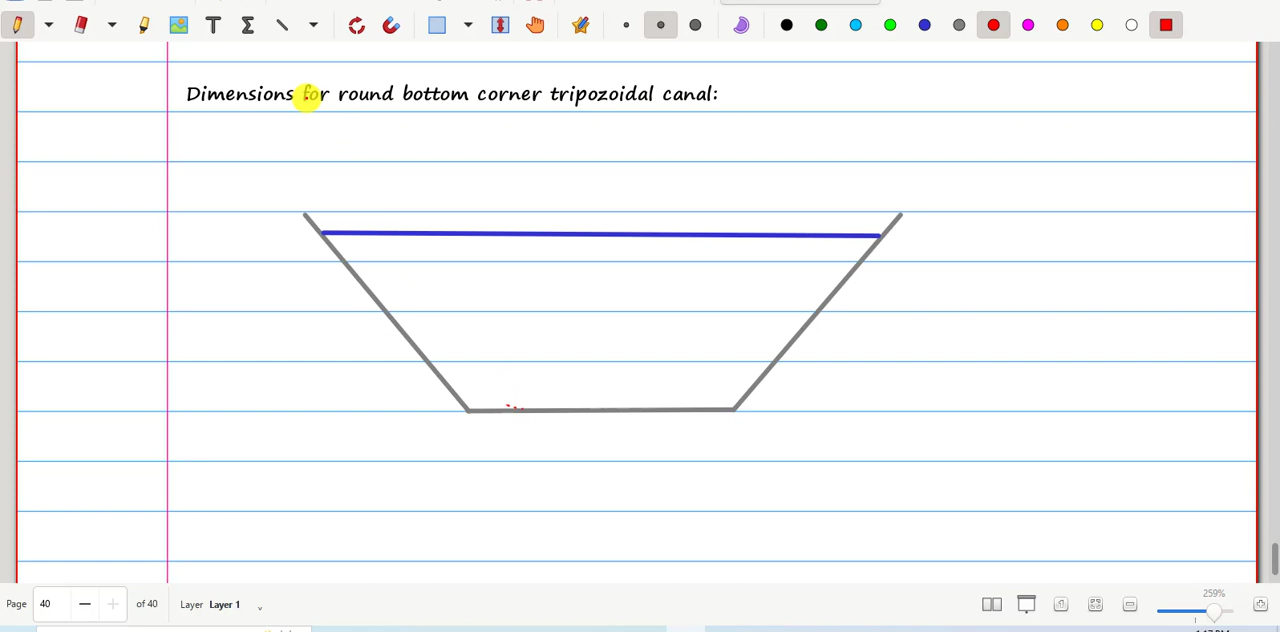 Dimensions for round bottom corner tripozoidal canal:
Page 40 of 40 Layer Layer 1
259%